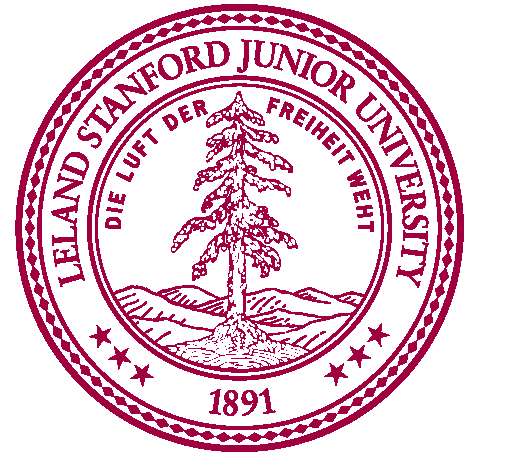 LELAND STANFORD JUNIOR UNIVERSITY
DIE LUFT DER FREIHEIT WEHT
1891